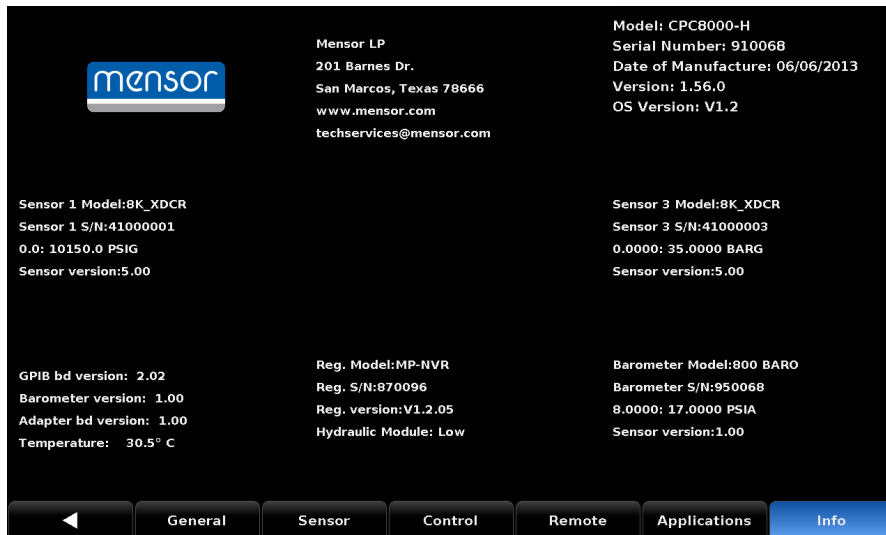 mensor
Mensor LP
201 Barnes Dr.
San Marcos, Texas 78666
www.mensor.com
techservices@mensor.com
Model: CPC8000-H
Serial Number: 910068
Date of Manufacture: 06/06/2013
Version: 1.56.0
OS Version: V1.2
Sensor 1 Model:8K_XDCR
Sensor 1 S/N:41000001
0.0: 10150.0 PSIG
Sensor version:5.00
Sensor 3 Model:8K_XDCR
Sensor 3 S/N:41000003
0.0000: 35.0000 BARG
Sensor version:5.00
GPIB bd version: 2.02
Barometer version: 1.00
Adapter bd version: 1.00
Temperature: 30.5° C
Reg. Model:MP-NVR
Reg. S/N:870096
Reg. version:V1.2.05
Hydraulic Module: Low
Barometer Model:800 BARO
Barometer S/N:950068
8.0000: 17.0000 PSIA
Sensor version:1.00
General Sensor Control Remote Applications Info